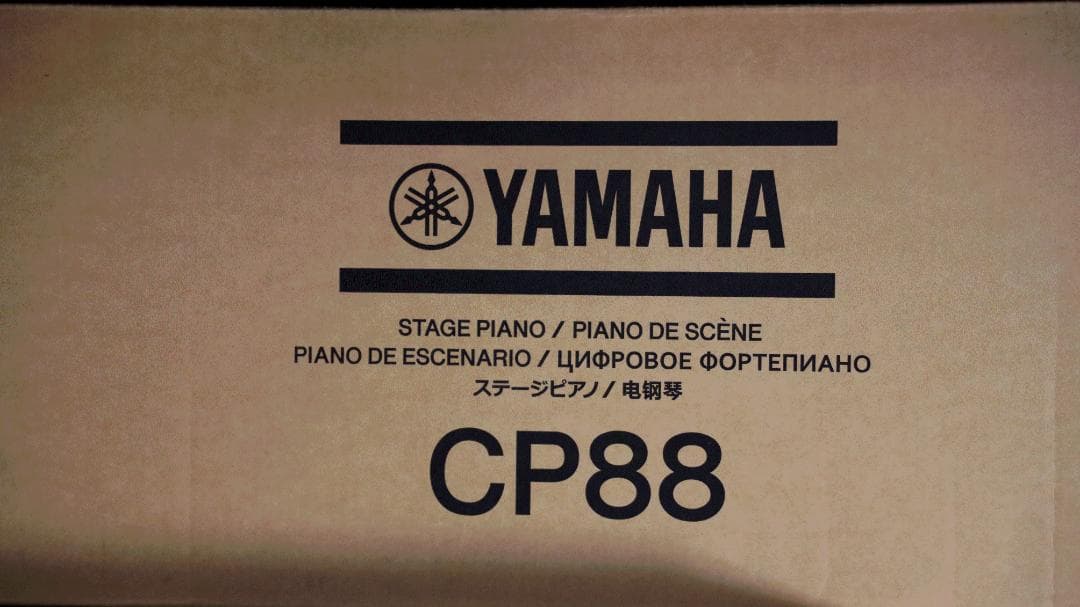 YAMAHA
STAGE PIANO / PIANO DE SCÈNE
PIANO DE ESCENARIO / ЦИФРОВОЕ ФОРТЕПИАНО
ステージピアノ / 电钢琴
CP88